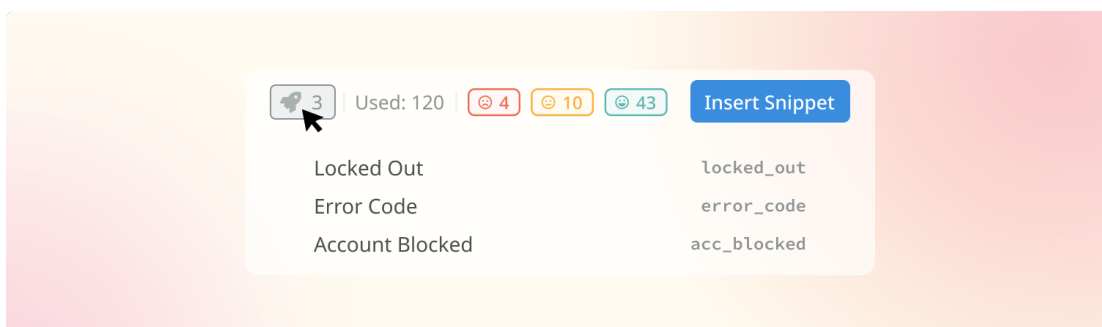 3 Used: 120 4 10 43 Insert Snippet
Locked Out locked_out
Error Code error_code
Account Blocked acc_blocked